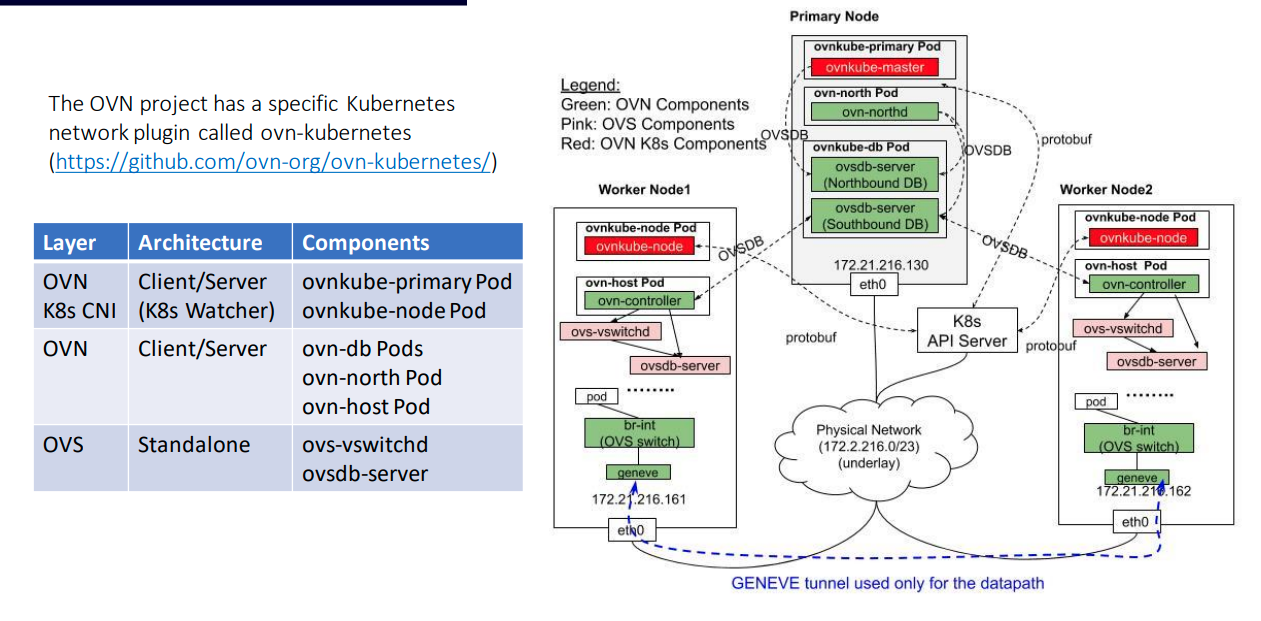 The OVN project has a specific Kubernetes
network plugin called ovn-kubernetes
(https://github.com/ovn-org/ovn-kubernetes/)
Layer Architecture Components
OVN K8s CNI Client/Server (K8s Watcher) ovnkube-primary Pod ovnkube-node Pod
OVN Client/Server ovn-db Pods ovn-north Pod ovn-host Pod
OVS Standalone ovs-vswitchd ovsdb-server
Legend:
Green: OVN Components
Pink: OVS Components
Red: OVN K8s Components
Primary Node
ovnkube-primary Pod
ovnkube-master
ovn-north Pod
ovn-northd
ovnkube-db Pod
ovsdb-server
(Northbound DB)
ovsdb-server
(Southbound DB)
172.21.216.130
eth0
OVSDB
OVSDB
protobuf
Worker Node1
ovnkube-node Pod
ovnkube-node
ovn-host Pod
ovn-controller
ovs-vswitchd
ovsdb-server
pod
br-int
(OVS switch)
geneve
172.21.216.161
eth0
OVSDB
protobuf
K8s
API Server
OVSDB
protobuf
Physical Network
(172.2.216.0/23)
(underlay)
Worker Node2
ovnkube-node Pod
ovnkube-node
ovn-host Pod
ovn-controller
ovs-vswitchd
ovsdb-server
pod
br-int
(OVS switch)
geneve
172.21.216.162
eth0
GENEVE tunnel used only for the datapath